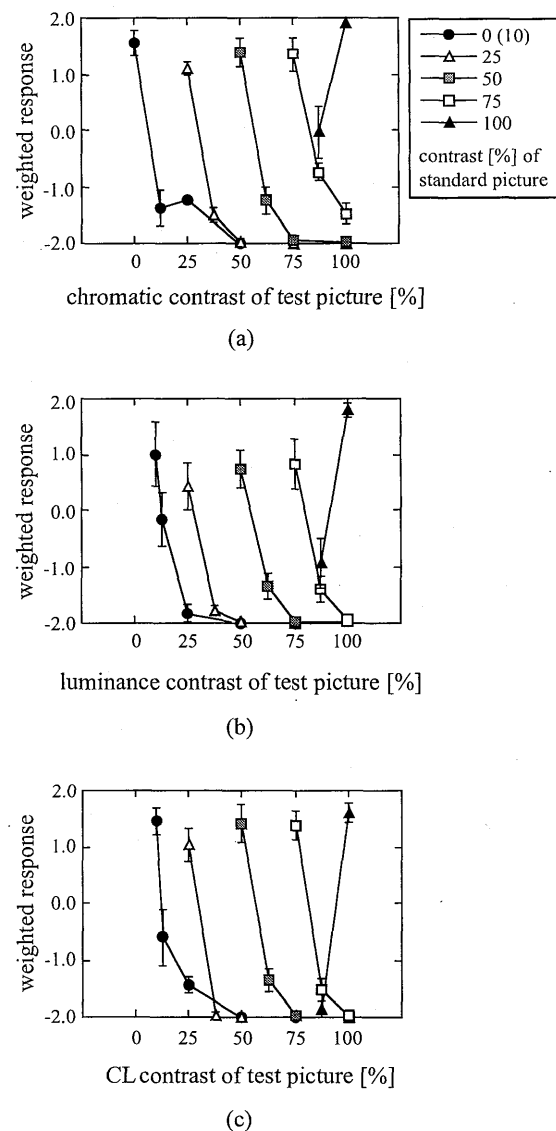 2.0
1.0
0.0
-1.0
-2.0
weighted response
0 25 50 75 100
chromatic contrast of test picture [%]
(a)
0 (10)
25
50
75
100
contrast [%] of
standard picture
2.0
1.0
0.0
-1.0
-2.0
weighted response
0 25 50 75 100
luminance contrast of test picture [%]
(b)
2.0
1.0
0.0
-1.0
-2.0
weighted response
0 25 50 75 100
CL contrast of test picture [%]
(c)